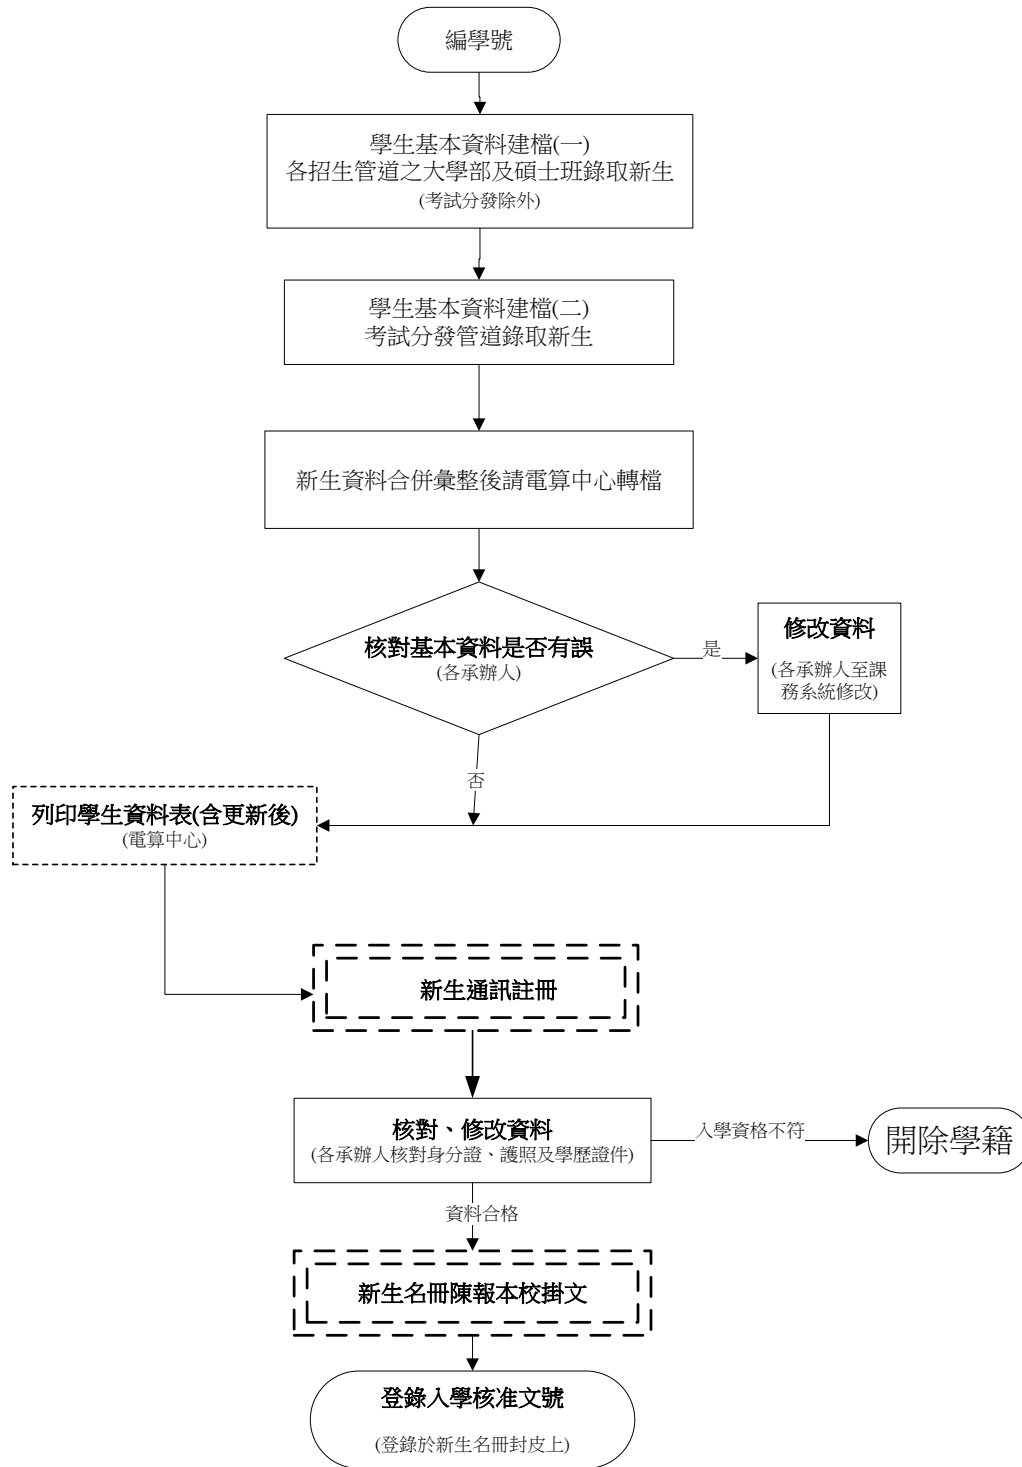 編學號
學生基本資料建檔(一)
各招生管道之大學部及碩士班錄取新生
(考試分發除外)
學生基本資料建檔(二)
考試分發管道錄取新生
新生資料合併彙整後請電算中心轉檔
核對基本資料是否有誤
(各承辦人)
是
修改資料
(各承辦人至課
務系統修改)
否
列印學生資料表(含更新後)
(電算中心)
新生通訊註冊
核對、修改資料
(各承辦人核對身分證、護照及學歷證件)
入學資格不符
開除學籍
資料合格
新生名冊陳報本校掛文
登錄入學核准文號
(登錄於新生名冊封皮上)